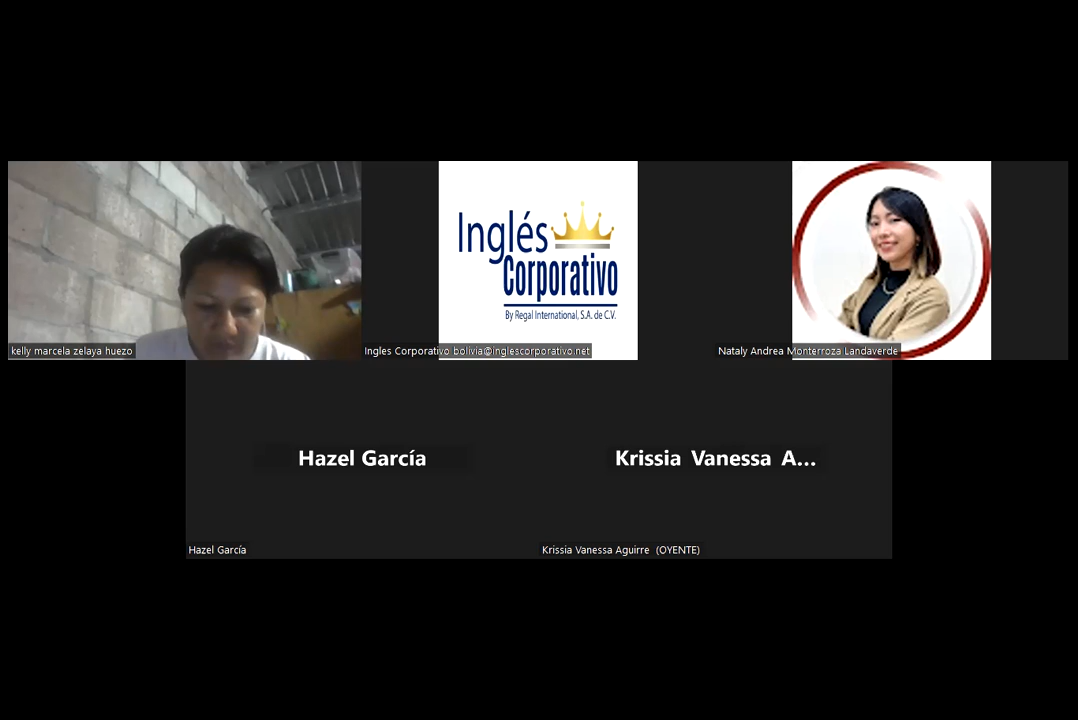 Inglés
Corporativo
By Regal International, S.A. de C.V.
kelly marcela zelaya huezo
Ingles Corporativo bolivia@inglescorporativo.net
Nataly Andrea Monterroza Landaverde
Hazel García
Krissia Vanessa A...
Hazel García
Krissia Vanessa Aguirre (OYENTE)